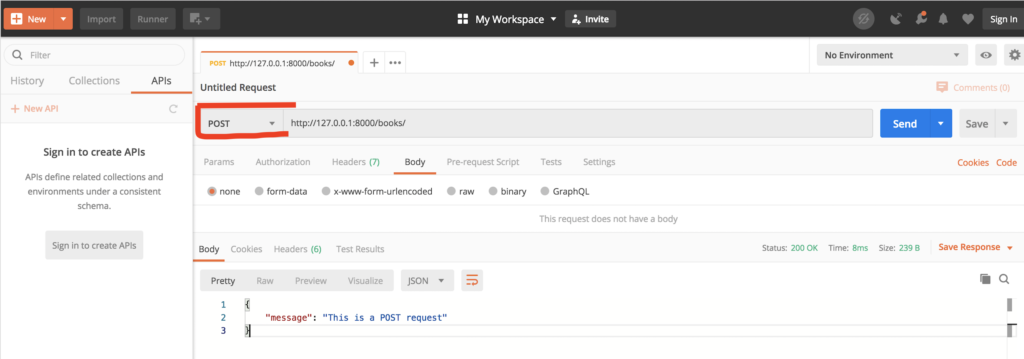 New Import Runner My Workspace Invite Sign In
Filter
History Collections APIs
+ New API
Sign in to create APIs
APIs define related collections and
environments under a consistent
schema.
Sign in to create APIs
POST http://127.0.0.1:8000/books/ + ••• No Environment
Untitled Request Comments (0)
POST http://127.0.0.1:8000/books/ Send Save
Params Authorization Headers (7) Body Pre-request Script Tests Settings Cookies Code
none form-data x-www-form-urlencoded raw binary GraphQL
This request does not have a body
Body Cookies Headers (6) Test Results Status: 200 OK Time: 8ms Size: 239 B Save Response
Pretty Raw Preview Visualize JSON
1 {
2 "message": "This is a POST request"
3 }